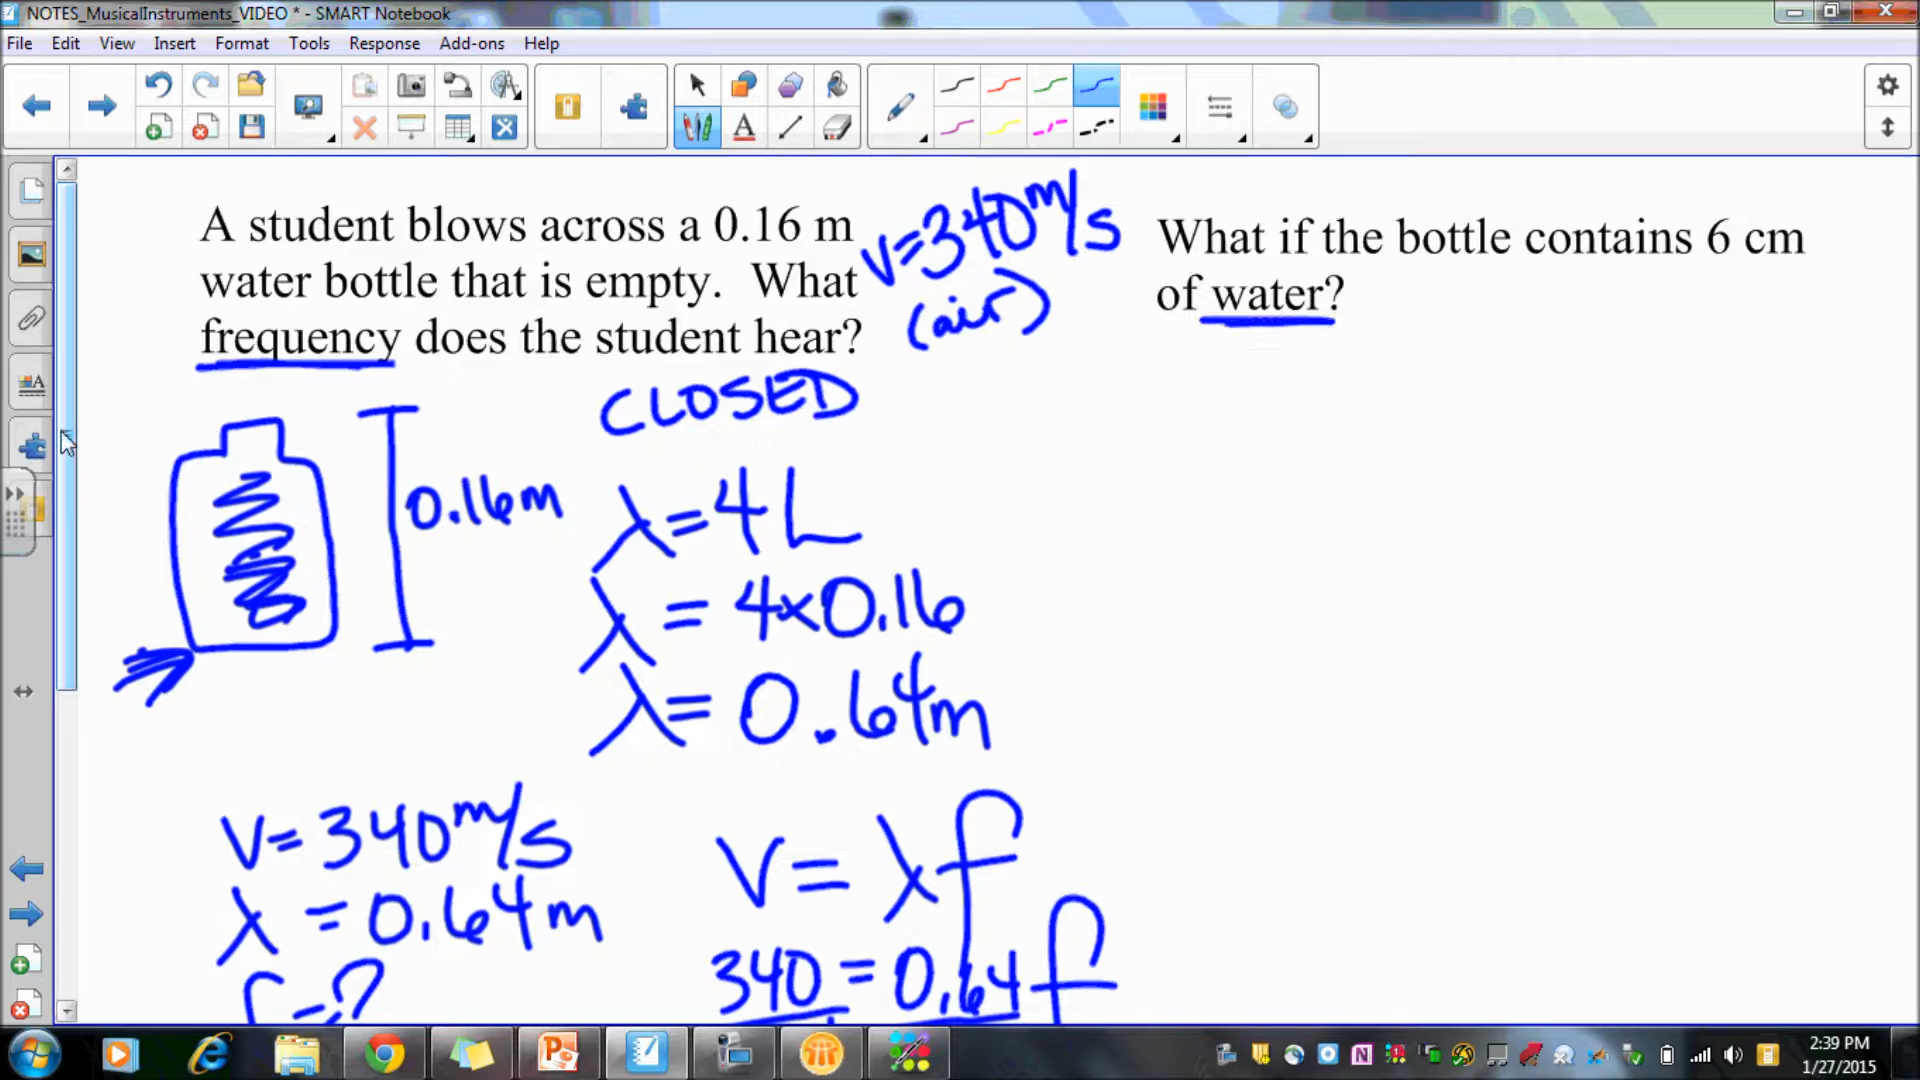 NOTES_MusicalInstruments_VIDEO * - SMART Notebook
File Edit View Insert Format Tools Response Add-ons Help
A student blows across a 0.16 m
water bottle that is empty. What
frequency does the student hear?
v=340 m/s
(air)
What if the bottle contains 6 cm
of water?
CLOSED
0.16m
λ=4L
λ = 4×0.16
λ= 0.64m
v=340 m/s
λ = 0.64m
f=?
V= λf
340 = 0.64 f
2:39 PM
1/27/2015